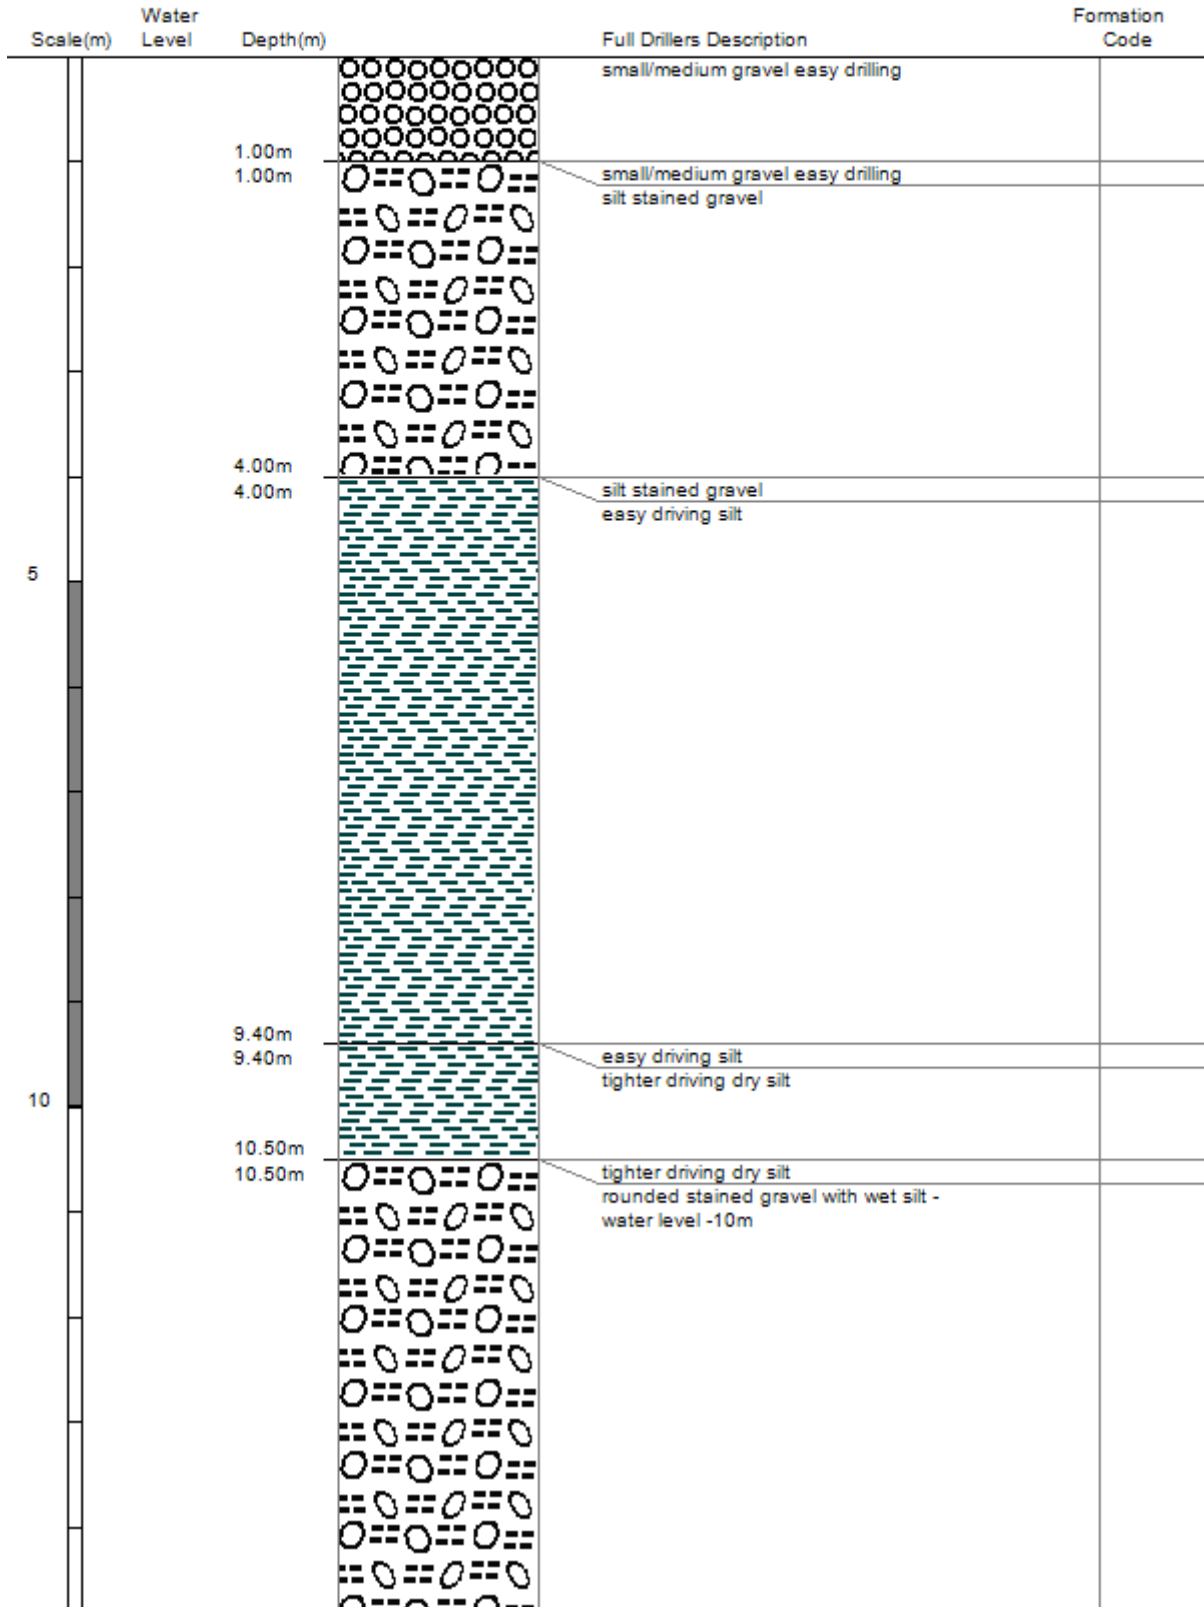 Water
Formation
Scale(m) Level Depth(m) Full Drillers Description Code
small/medium gravel easy drilling
1.00m
1.00m
small/medium gravel easy drilling
silt stained gravel
4.00m
4.00m
silt stained gravel
easy driving silt
5
9.40m
9.40m
easy driving silt
tighter driving dry silt
10
10.50m
10.50m
tighter driving dry silt
rounded stained gravel with wet silt -
water level -10m